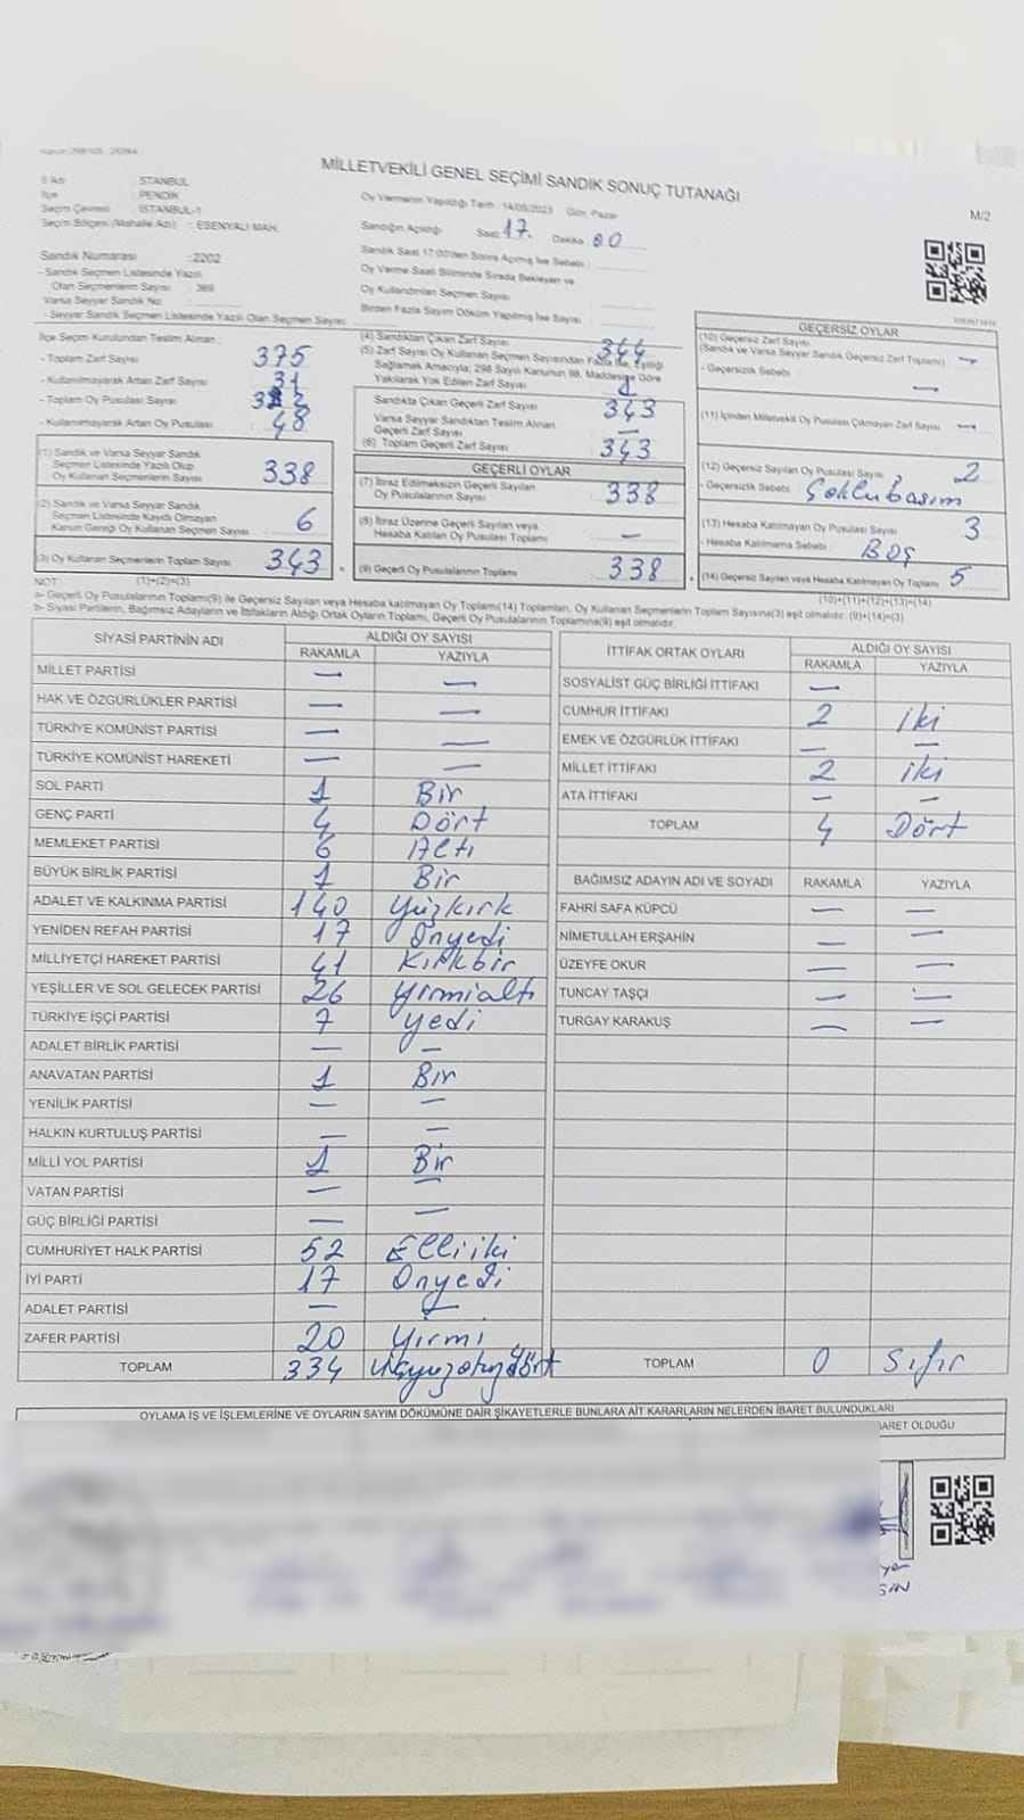 MİLLETVEKİLİ GENEL SEÇİMİ SANDIK SONUÇ TUTANAĞI
M/2
İli Adı : İSTANBUL
İlçe : PENDİK
Seçim Çevresi : İSTANBUL-1
Seçim Bölgesi (Mahalle Adı) : ESENYALI MAH.
Sandık Numarası : 2202
- Sandık Seçmen Listesinde Yazılı
Olan Seçmenlerin Sayısı : 369
Varsa Seyyar Sandık No :
- Seyyar Sandık Seçmen Listesinde Yazılı Olan Seçmen Sayısı :
Oy Vermenin Yapıldığı Tarih : 14/05/2023 Gün: Pazar
Sandığın Açıldığı Saat: 17. Dakika 00
Sandık Saat 17:00'den Sonra Açılmış İse Sebebi :
Oy Verme Saati Bitiminde Sırada Bekleyen ve
Oy Kullandırılan Seçmen Sayısı
Birden Fazla Sayım Döküm Yapılmış İse Sayısı
İlçe Seçim Kurulundan Teslim Alınan :
- Toplam Zarf Sayısı 375
- Kullanılmayarak Artan Zarf Sayısı 31
- Toplam Oy Pusulası Sayısı
- Kullanılmayarak Artan Oy Pusulası 48
(1) Sandık ve Varsa Seyyar Sandık
Seçmen Listesinde Yazılı Olup
Oy Kullanan Seçmenlerin Sayısı 338
(2) Sandık ve Varsa Seyyar Sandık
Seçmen Listesinde Kayıtlı Olmayan
Kanun Gereği Oy Kullanan Seçmen Sayısı 6
(3) Oy Kullanan Seçmenlerin Toplam Sayısı 343
NOT: (1)+(2)=(3)
(4) Sandıktan Çıkan Zarf Sayısı 344
(5) Zarf Sayısı Oy Kullanan Seçmen Sayısından Fazla İse, Eşitliği
Sağlamak Amacıyla; 298 Sayılı Kanunun 98. Maddesine Göre
Yakılarak Yok Edilen Zarf Sayısı 1
Sandıkta Çıkan Geçerli Zarf Sayısı 343
Varsa Seyyar Sandıktan Teslim Alınan
Geçerli Zarf Sayısı —
(6) Toplam Geçerli Zarf Sayısı 343
GEÇERLİ OYLAR
(7) İtiraz Edilmeksizin Geçerli Sayılan
Oy Pusulalarının Sayısı 338
(8) İtiraz Üzerine Geçerli Sayılan veya
Hesaba Katılan Oy Pusulası Toplamı —
(9) Geçerli Oy Pusulalarının Toplamı 338
GEÇERSİZ OYLAR
(10) Geçersiz Zarf Sayısı
(Sandık ve Varsa Seyyar Sandık Geçersiz Zarf Toplamı) —
- Geçersizlik Sebebi —
(11) İçinden Milletvekili Oy Pusulası Çıkmayan Zarf Sayısı —
(12) Geçersiz Sayılan Oy Pusulası Sayısı 2
- Geçersizlik Sebebi Çoklubasım
(13) Hesaba Katılmayan Oy Pusulası Sayısı 3
- Hesaba Katılmama Sebebi: Boş
(14) Geçersiz Sayılan veya Hesaba Katılmayan Oy Toplamı 5
(10)+(11)+(12)+(13)=(14)
a- Geçerli Oy Pusulalarının Toplamı(9) ile Geçersiz Sayılan veya Hesaba katılmayan Oy Toplamı(14) Toplamları, Oy Kullanan Seçmenlerin Toplam Sayısına(3) eşit olmalıdır. (9)+(14)=(3)
b- Siyasi Partilerin, Bağımsız Adayların ve İttifakların Aldığı Ortak Oyların Toplamı, Geçerli Oy Pusulalarının Toplamına(9) eşit olmalıdır.
SİYASİ PARTİNİN ADI ALDIĞI OY SAYISI
RAKAMLA YAZIYLA
MİLLET PARTİSİ — —
HAK VE ÖZGÜRLÜKLER PARTİSİ — —
TÜRKİYE KOMÜNİST PARTİSİ — —
TÜRKİYE KOMÜNİST HAREKETİ — —
SOL PARTİ 1 Bir
GENÇ PARTİ 4 Dört
MEMLEKET PARTİSİ 6 Altı
BÜYÜK BİRLİK PARTİSİ 1 Bir
ADALET VE KALKINMA PARTİSİ 140 Yüzkırk
YENİDEN REFAH PARTİSİ 17 Onyedi
MİLLİYETÇİ HAREKET PARTİSİ 41 Kırkbir
YEŞİLLER VE SOL GELECEK PARTİSİ 26 Yirmialtı
TÜRKİYE İŞÇİ PARTİSİ 7 Yedi
ADALET BİRLİK PARTİSİ — —
ANAVATAN PARTİSİ 1 Bir
YENİLİK PARTİSİ — —
HALKIN KURTULUŞ PARTİSİ — —
MİLLİ YOL PARTİSİ 1 Bir
VATAN PARTİSİ — —
GÜÇ BİRLİĞİ PARTİSİ — —
CUMHURİYET HALK PARTİSİ 52 Elliiki
İYİ PARTİ 17 Onyedi
ADALET PARTİSİ — —
ZAFER PARTİSİ 20 Yirmi
TOPLAM 334 Üçyüzotuzdört
İTTİFAK ORTAK OYLARI ALDIĞI OY SAYISI
RAKAMLA YAZIYLA
SOSYALİST GÜÇ BİRLİĞİ İTTİFAKI —
CUMHUR İTTİFAKI 2 iki
EMEK VE ÖZGÜRLÜK İTTİFAKI — —
MİLLET İTTİFAKI 2 iki
ATA İTTİFAKI — —
TOPLAM 4 Dört
BAĞIMSIZ ADAYIN ADI VE SOYADI RAKAMLA YAZIYLA
FAHRİ SAFA KÜPCÜ — —
NİMETULLAH ERŞAHİN — —
ÜZEYFE OKUR — —
TUNCAY TAŞÇI — —
TURGAY KARAKUŞ — —
TOPLAM 0 Sıfır
OYLAMA İŞ VE İŞLEMLERİNE VE OYLARIN SAYIM DÖKÜMÜNE DAİR ŞİKAYETLERLE BUNLARA AİT KARARLARIN NELERDEN İBARET BULUNDUKLARI
BARET OLDUĞU